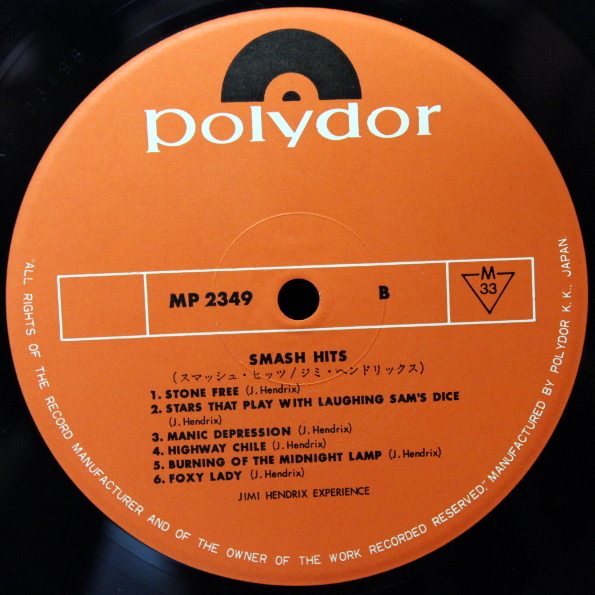 polydor
MP 2349
B
M
33
SMASH HITS
(スマッシュ・ヒッツ/ジミ・ヘンドリックス)
1. STONE FREE (J. Hendrix)
2. STARS THAT PLAY WITH LAUGHING SAM'S DICE
(J. Hendrix)
3. MANIC DEPRESSION (J. Hendrix)
4. HIGHWAY CHILE (J. Hendrix)
5. BURNING OF THE MIDNIGHT LAMP (J. Hendrix)
6. FOXY LADY (J. Hendrix)
JIMI HENDRIX EXPERIENCE
"ALL RIGHTS OF THE RECORD MANUFACTURER AND OF THE OWNER OF THE WORK RECORDED RESERVED," MANUFACTURED BY POLYDOR K.K., JAPAN